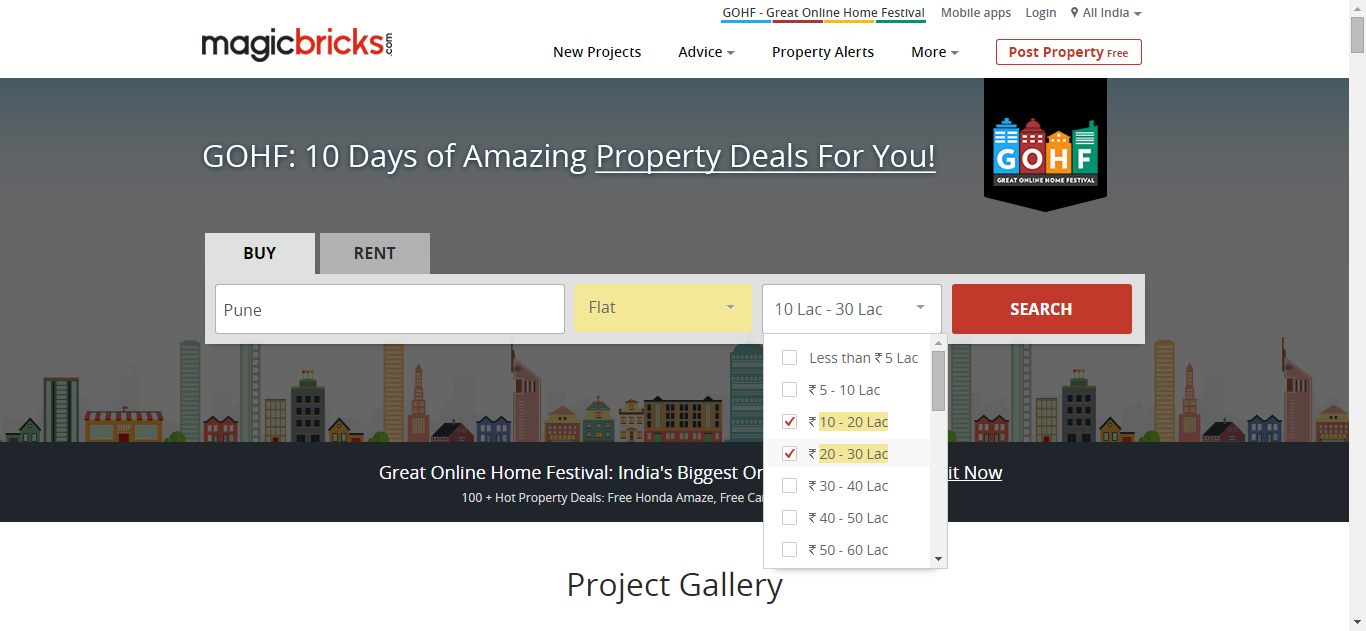 GOHF - Great Online Home Festival Mobile apps Login All India
magicbricks.com
New Projects Advice Property Alerts More Post Property Free
GOHF: 10 Days of Amazing Property Deals For You!
GOHF
GREAT ONLINE HOME FESTIVAL
BUY RENT
Pune Flat 10 Lac - 30 Lac SEARCH
Less than ₹ 5 Lac
₹ 5 - 10 Lac
₹ 10 - 20 Lac
₹ 20 - 30 Lac
₹ 30 - 40 Lac
₹ 40 - 50 Lac
₹ 50 - 60 Lac
SHOP
Great Online Home Festival: India's Biggest On it Now
100 + Hot Property Deals: Free Honda Amaze, Free Car
Project Gallery